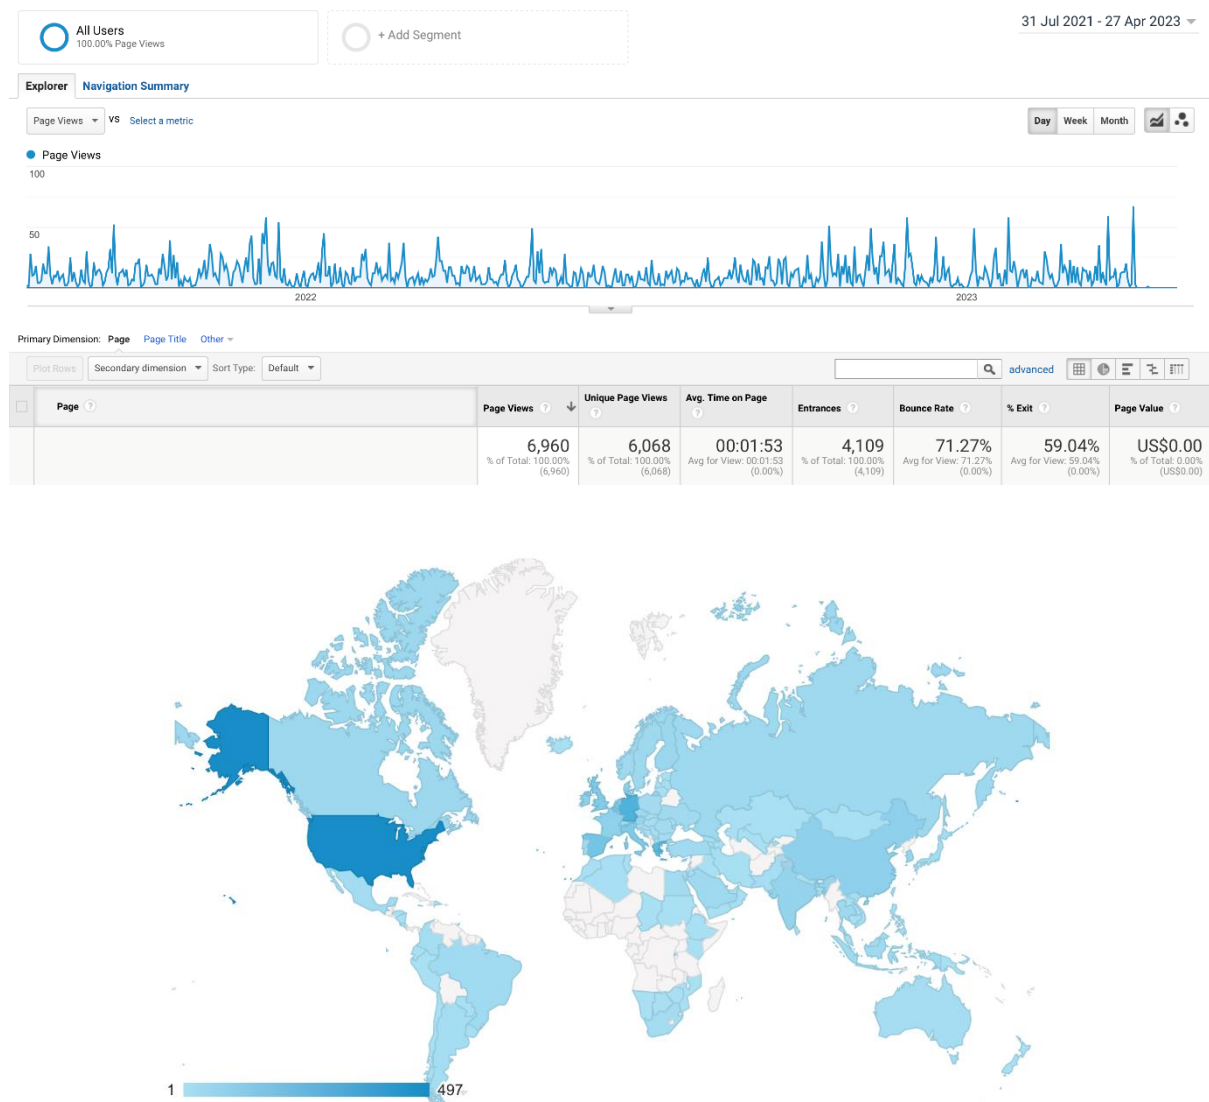 All Users
100.00% Page Views
+ Add Segment
31 Jul 2021 - 27 Apr 2023
Explorer
Navigation Summary
Page Views
VS
Select a metric
Day
Week
Month
Page Views
100
50
2022
2023
Primary Dimension:
Page
Page Title
Other
Plot Rows
Secondary dimension
Sort Type:
Default
advanced
Page ?
Page Views ?
Unique Page Views ?
Avg. Time on Page ?
Entrances ?
Bounce Rate ?
% Exit ?
Page Value ?
6,960
% of Total: 100.00%
(6,960)
6,068
% of Total: 100.00%
(6,068)
00:01:53
Avg for View: 00:01:53
(0.00%)
4,109
% of Total: 100.00%
(4,109)
71.27%
Avg for View: 71.27%
(0.00%)
59.04%
Avg for View: 59.04%
(0.00%)
US$0.00
% of Total: 0.00%
(US$0.00)
1
497